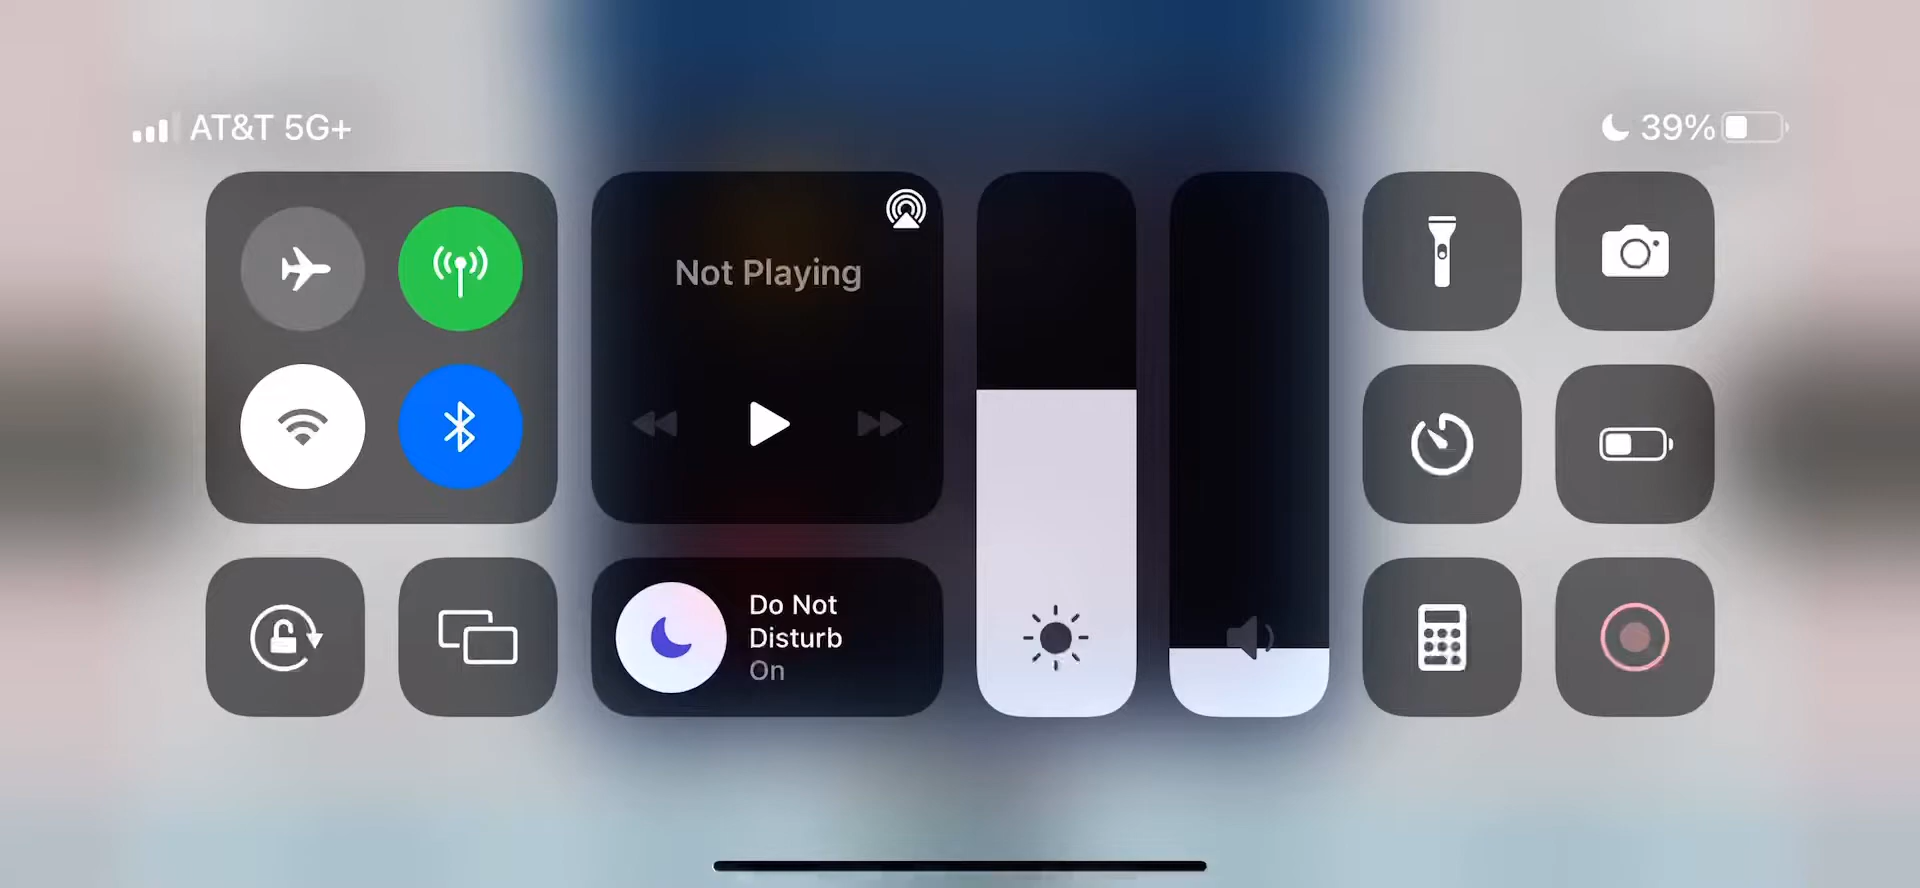 AT&T 5G+
39%
Not Playing
Do Not
Disturb
On